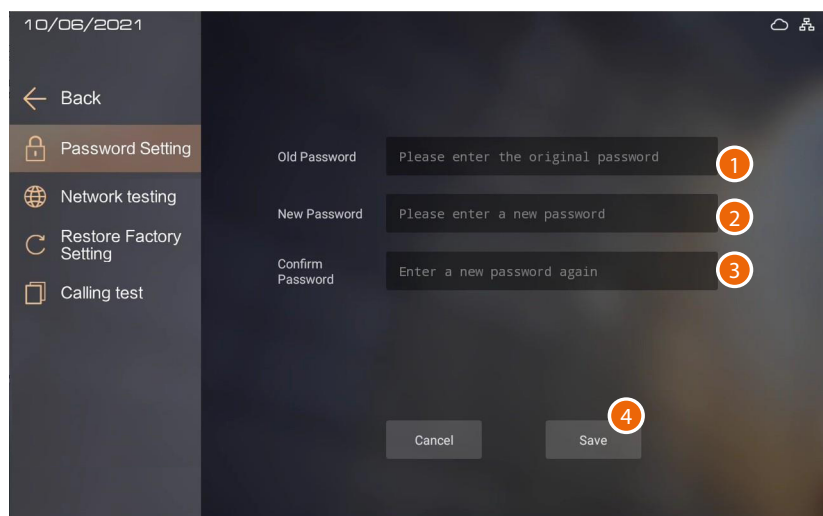 10/06/2021
Back
Password Setting
Network testing
Restore Factory
Setting
Calling test
Old Password
Please enter the original password
1
New Password
Please enter a new password
2
Confirm
Password
Enter a new password again
3
4
Cancel
Save